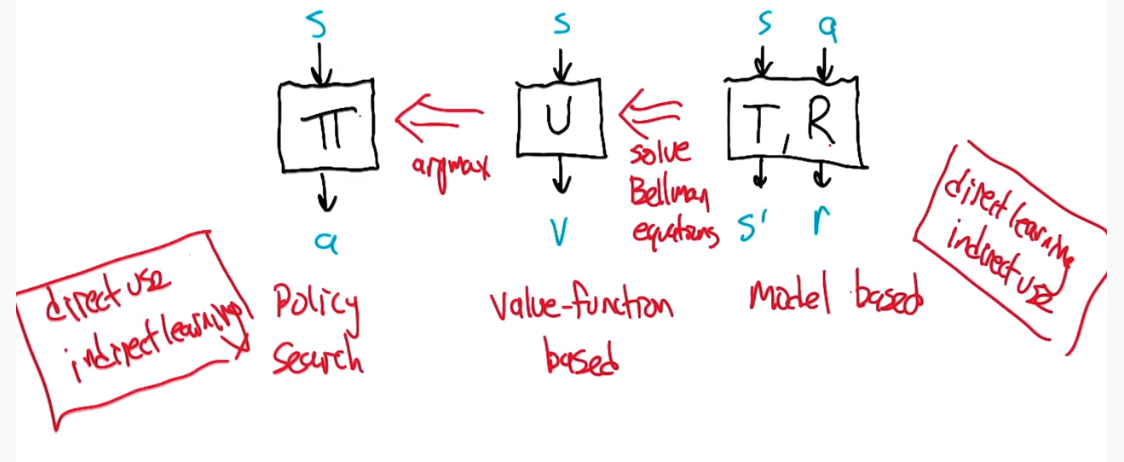 s
s
s a
π
U
T, R
argmax
solve
Bellman
equations
a
v
s' r
direct use
indirect learning
direct learning
indirect use
Policy
Search
value-function
based
Model based